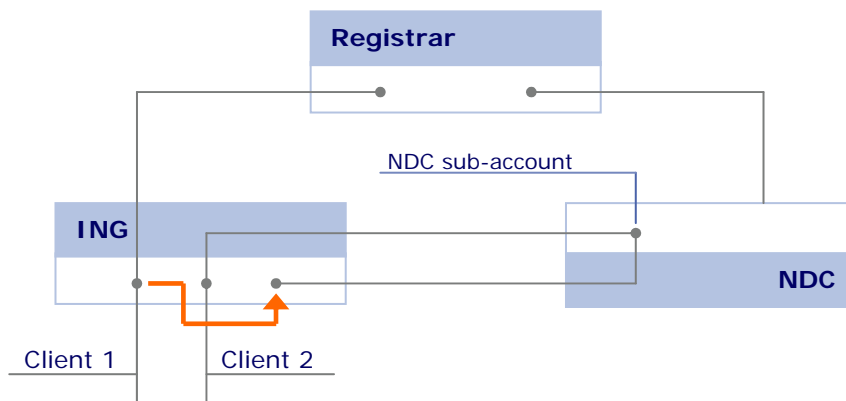 Registrar
NDC sub-account
ING
NDC
Client 1
Client 2